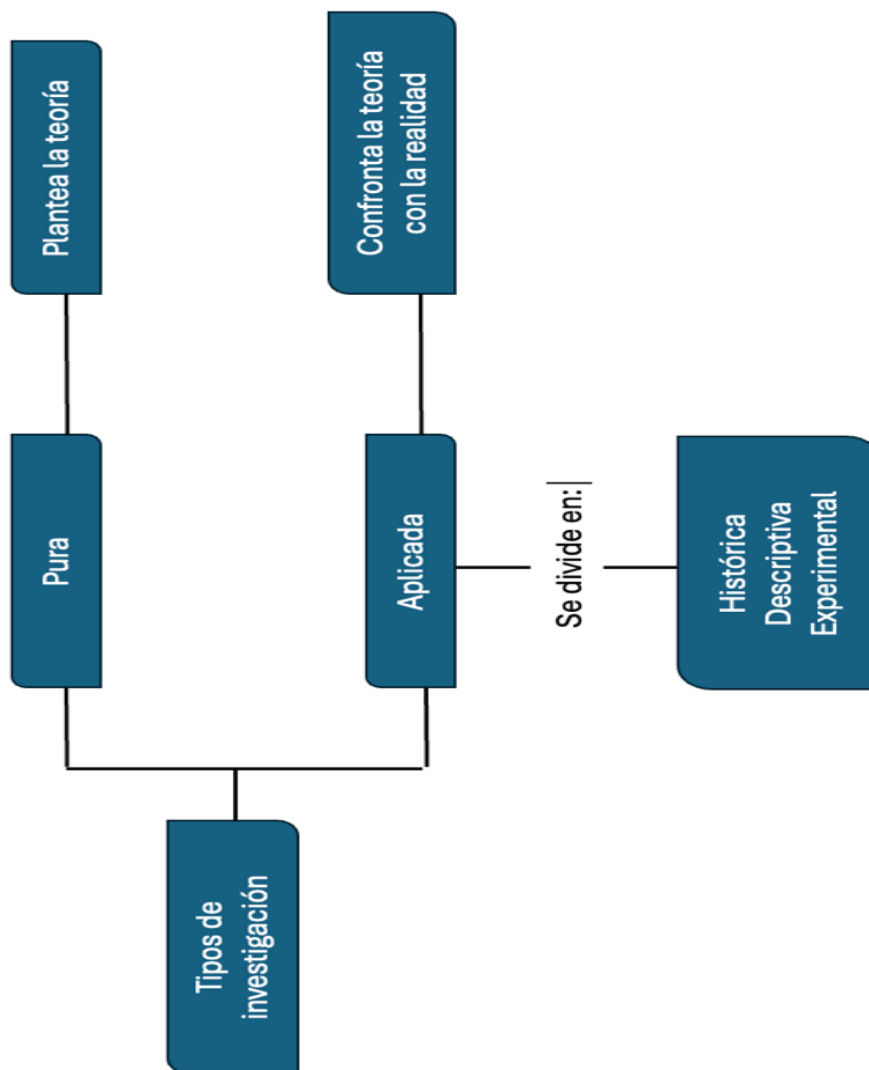 Tipos de
investigación
Pura
Plantea la teoría
Aplicada
Confronta la teoría
con la realidad
Se divide en:
Histórica
Descriptiva
Experimental